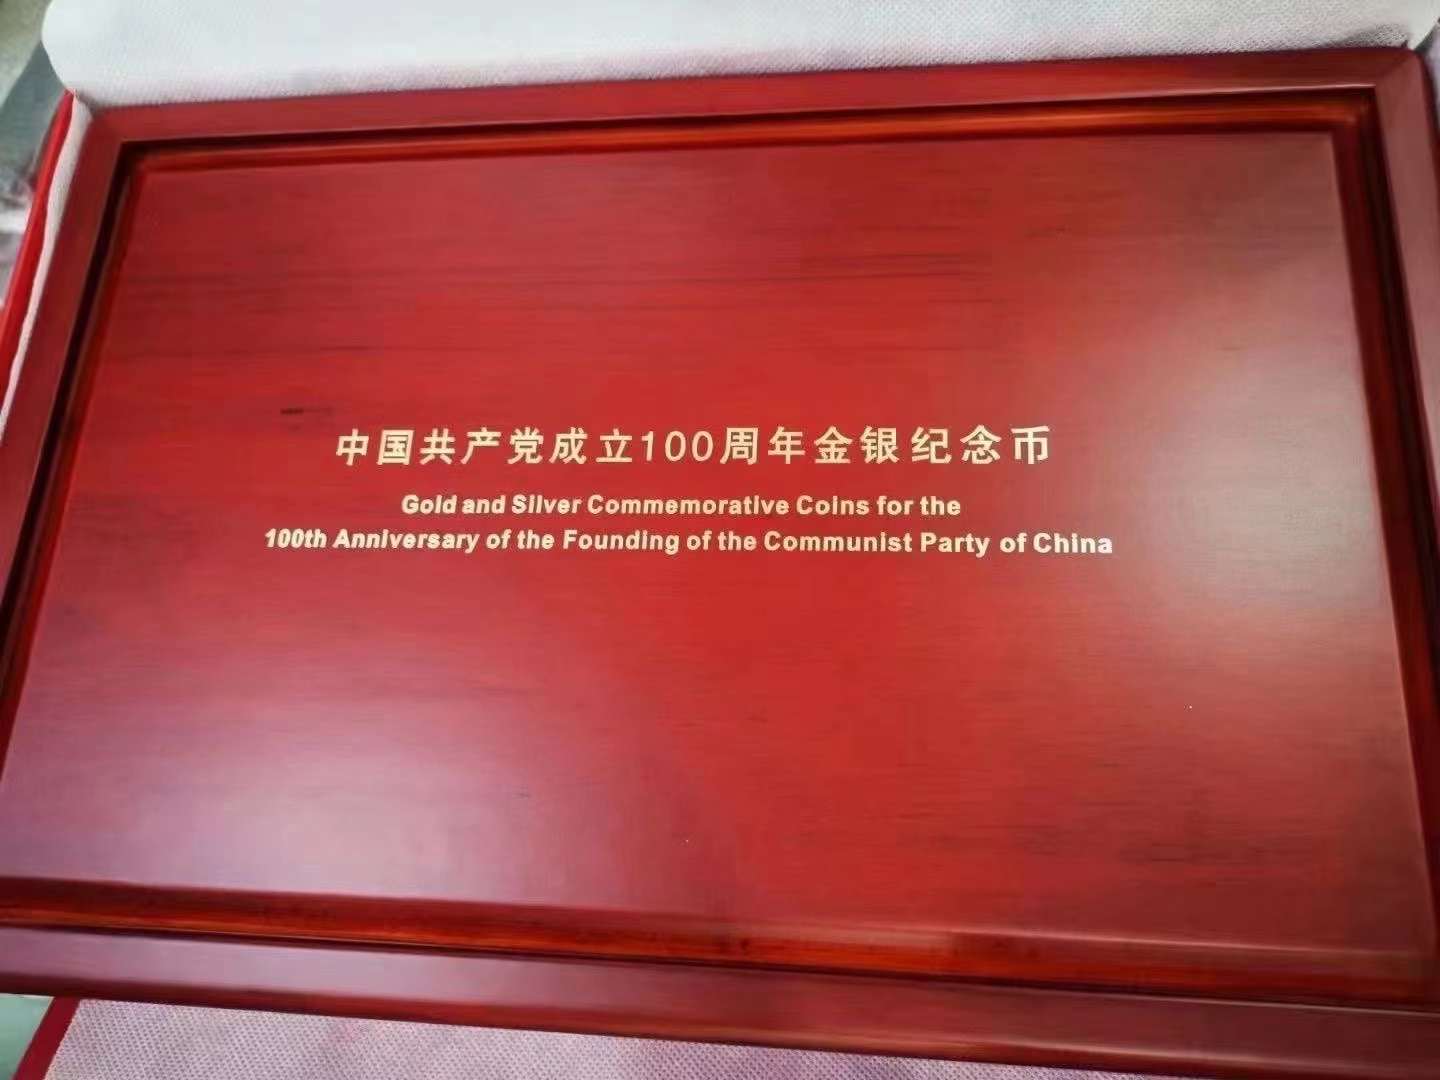 中国共产党成立100周年金银纪念币
Gold and Silver Commemorative Coins for the
100th Anniversary of the Founding of the Communist Party of China